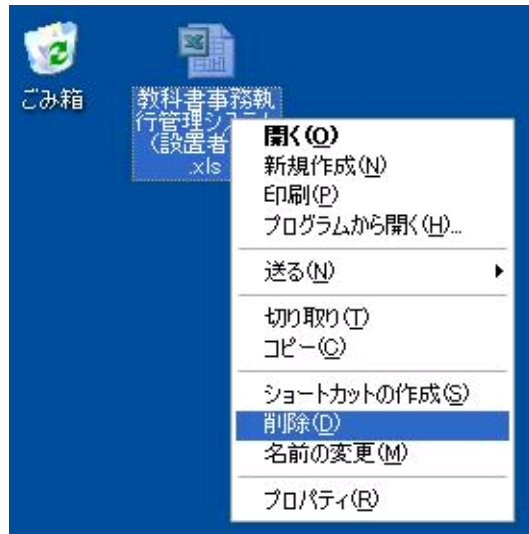 ごみ箱
教科書事務執
行管理シス
(設置者
.xls
開く(O)
新規作成(N)
印刷(P)
プログラムから開く(H)...
送る(N)
切り取り(T)
コピー(C)
ショートカットの作成(S)
削除(D)
名前の変更(M)
プロパティ(R)